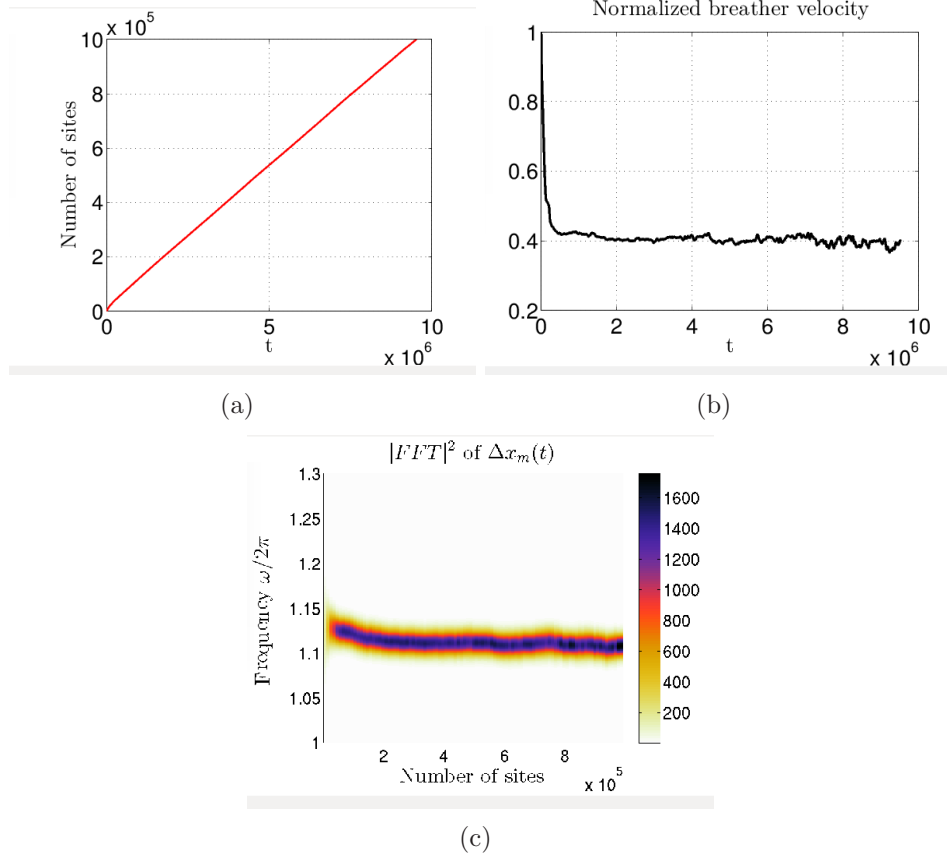 Normalized breather velocity
x 10^5
10
8
6
4
2
0
Number of sites
0
5
10
t
x 10^6
1
0.8
0.6
0.4
0.2
0
2
4
6
8
10
t
x 10^6
(a)
(b)
|FFT|^2 of Δx_m(t)
1.3
1.25
1.2
1.15
1.1
1.05
1
Frequency ω/2π
2
4
6
8
Number of sites
x 10^5
1600
1400
1200
1000
800
600
400
200
(c)